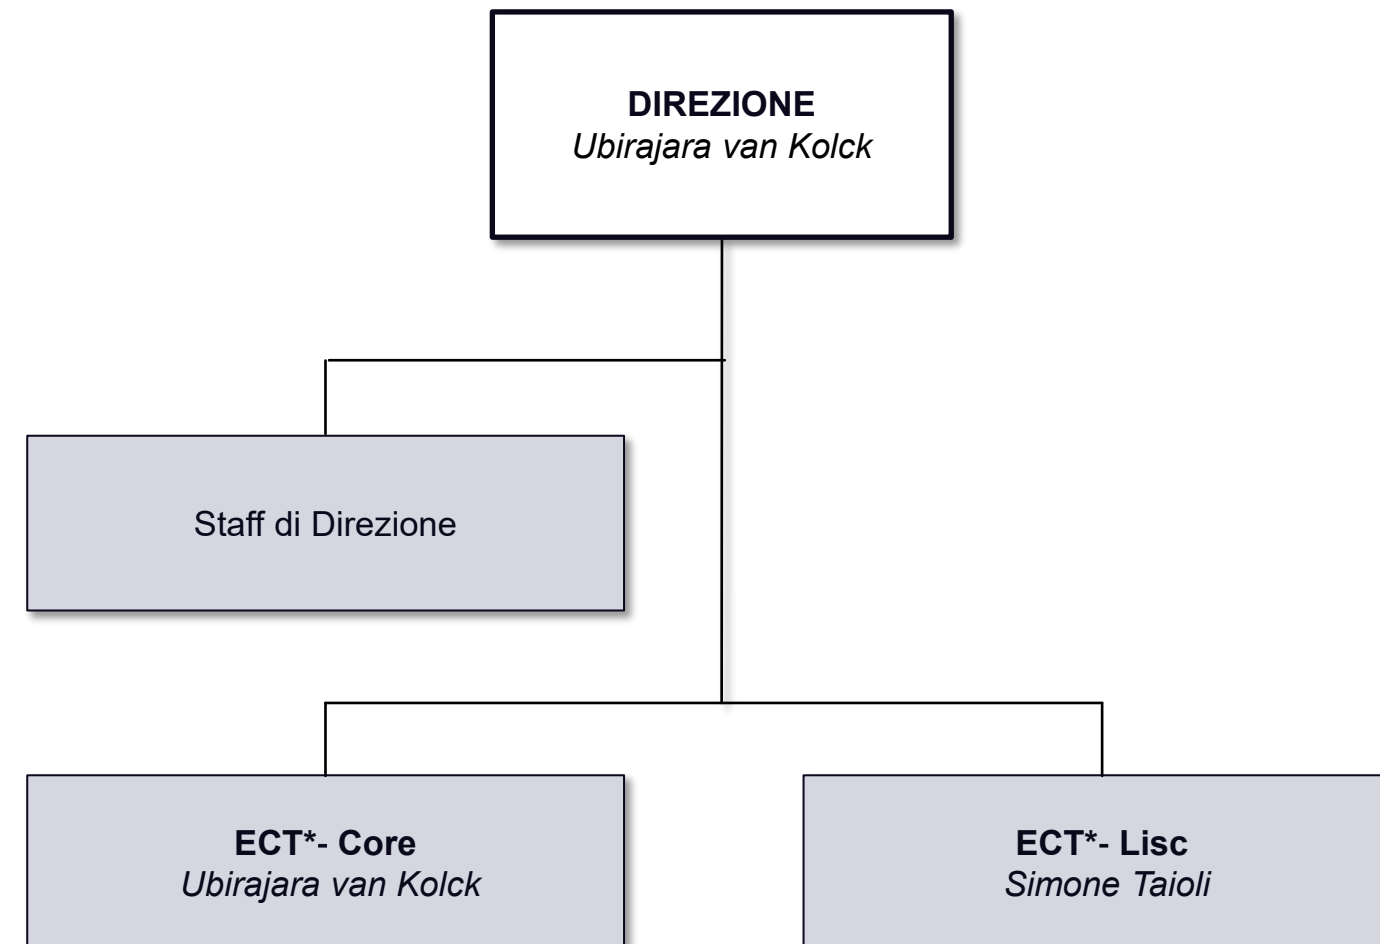 DIREZIONE
Ubirajara van Kolck
Staff di Direzione
ECT*- Core
Ubirajara van Kolck
ECT*- Lisc
Simone Taioli